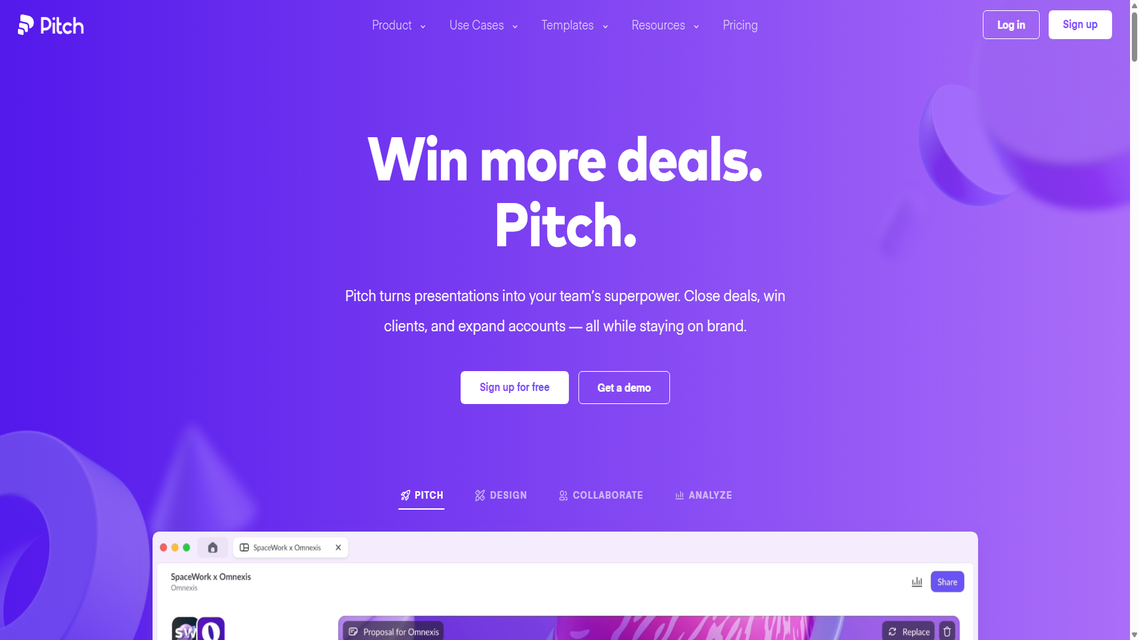 Pitch
Product
Use Cases
Templates
Resources
Pricing
Log in
Sign up
Win more deals.
Pitch.
Pitch turns presentations into your team's superpower. Close deals, win
clients, and expand accounts — all while staying on brand.
Sign up for free
Get a demo
PITCH
DESIGN
COLLABORATE
ANALYZE
SpaceWork x Omnexis
SpaceWork x Omnexis
Omnexis
Share
SW
Proposal for Omnexis
Replace